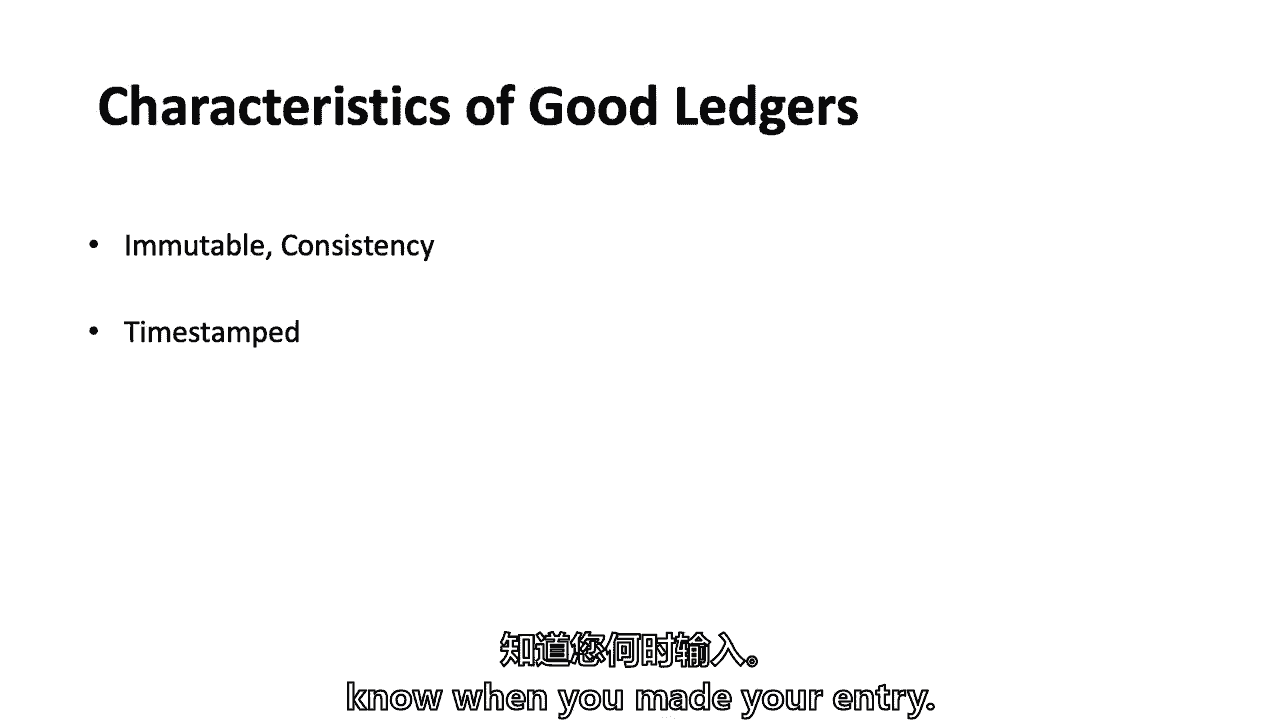 Characteristics of Good Ledgers
• Immutable, Consistency
• Timestamped
知道您何时输入。
know when you made your entry.